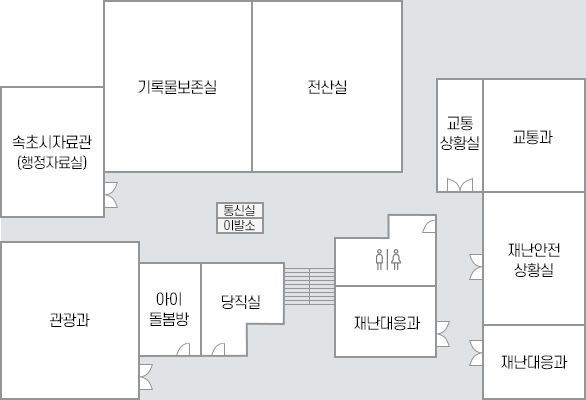 기록물보존실
전산실
속초시자료관
(행정자료실)
교통
상황실
교통과
통신실
이발소
재난안전
상황실
관광과
아이
돌봄방
당직실
재난대응과
재난대응과